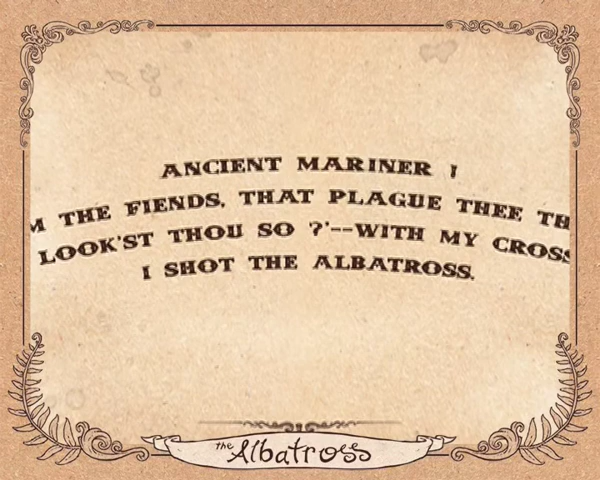 ANCIENT MARINER !
M THE FIENDS, THAT PLAGUE THEE TH
LOOK'ST THOU SO ?'--WITH MY CROSS
I SHOT THE ALBATROSS.
the Albatross